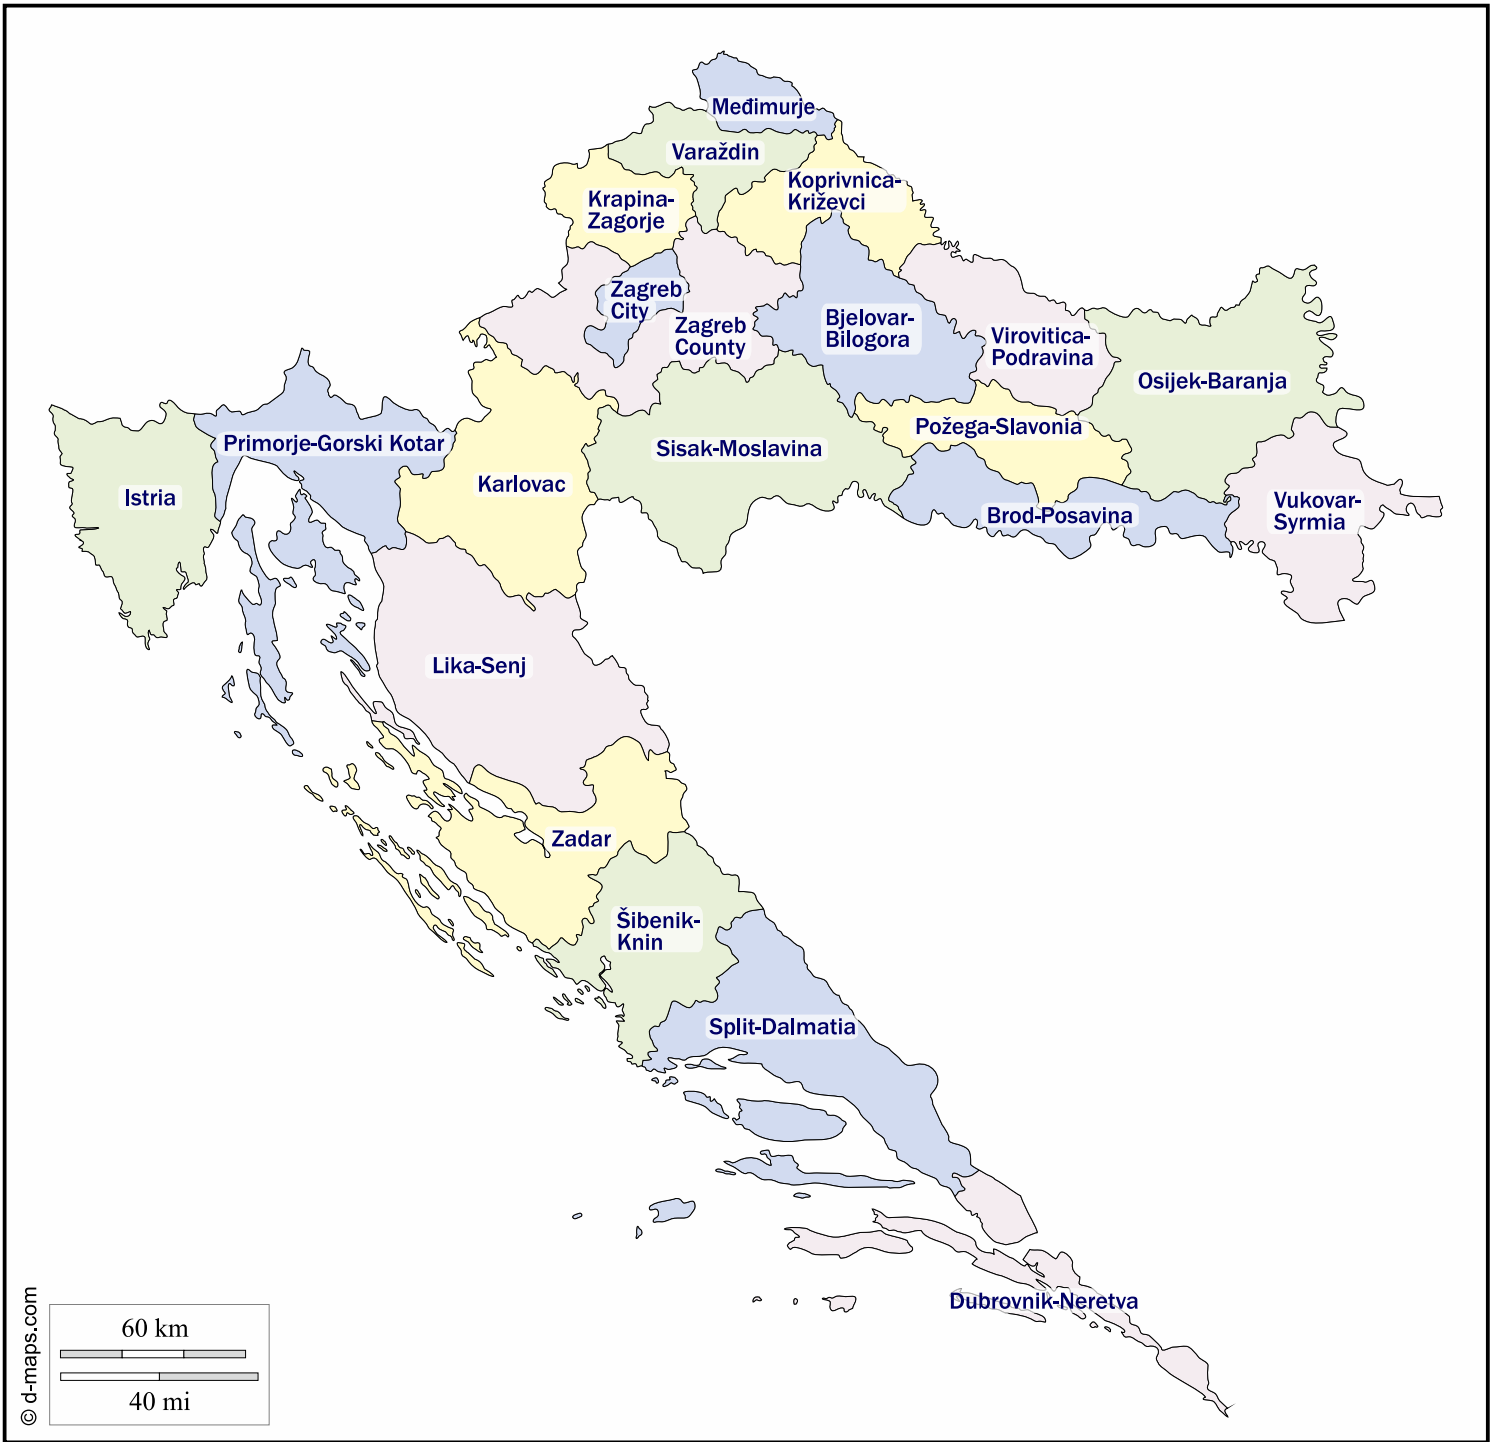 Međimurje
Varaždin
Koprivnica-
Križevci
Krapina-
Zagorje
Zagreb
City
Zagreb
County
Bjelovar-
Bilogora
Virovitica-
Podravina
Osijek-Baranja
Primorje-Gorski Kotar
Požega-Slavonia
Sisak-Moslavina
Karlovac
Istria
Brod-Posavina
Vukovar-
Syrmia
Lika-Senj
Zadar
Šibenik-
Knin
Split-Dalmatia
Dubrovnik-Neretva
60 km
40 mi
© d-maps.com